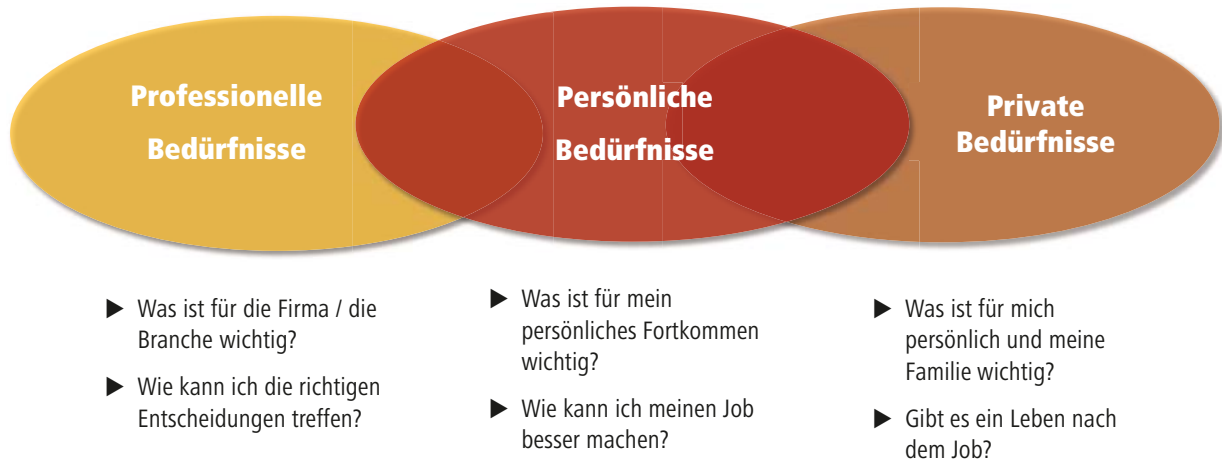 Professionelle
Bedürfnisse
Persönliche
Bedürfnisse
Private
Bedürfnisse
▶ Was ist für die Firma / die
Branche wichtig?
▶ Wie kann ich die richtigen
Entscheidungen treffen?
▶ Was ist für mein
persönliches Fortkommen
wichtig?
▶ Wie kann ich meinen Job
besser machen?
▶ Was ist für mich
persönlich und meine
Familie wichtig?
▶ Gibt es ein Leben nach
dem Job?